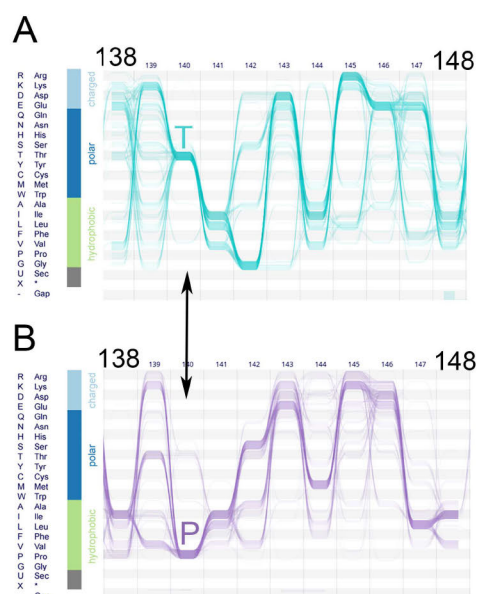 A
138 139 140 141 142 143 144 145 146 147 148
R Arg
K Lys
D Asp
E Glu
Q Gln
N Asn
H His
S Ser
T Thr
Y Tyr
C Cys
M Met
W Trp
A Ala
I Ile
L Leu
F Phe
V Val
P Pro
G Gly
U Sec
X *
- Gap
charged
polar
hydrophobic
T
B
138 139 140 141 142 143 144 145 146 147 148
R Arg
K Lys
D Asp
E Glu
Q Gln
N Asn
H His
S Ser
T Thr
Y Tyr
C Cys
M Met
W Trp
A Ala
I Ile
L Leu
F Phe
V Val
P Pro
G Gly
U Sec
X *
charged
polar
hydrophobic
P